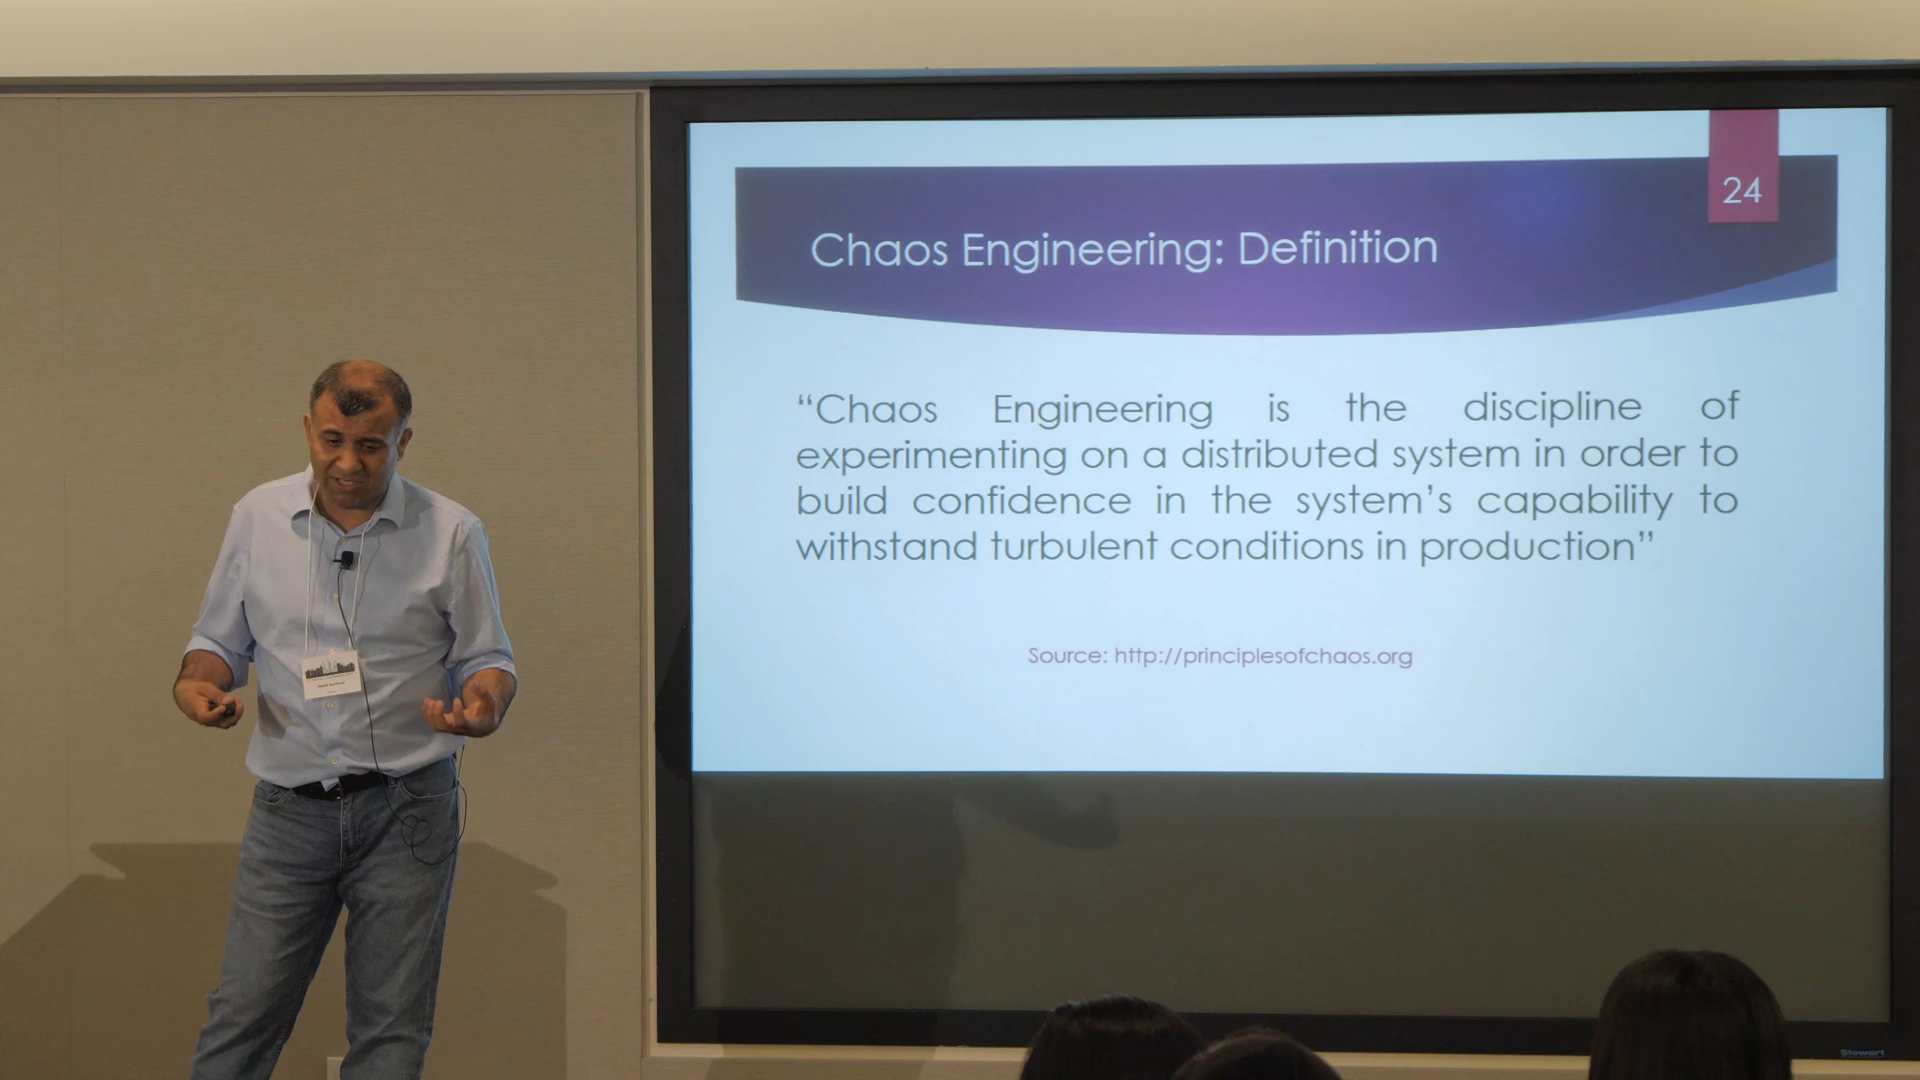 24
Chaos Engineering: Definition
“Chaos Engineering is the discipline of
experimenting on a distributed system in order to
build confidence in the system’s capability to
withstand turbulent conditions in production”
Source: http://principlesofchaos.org
Stewart